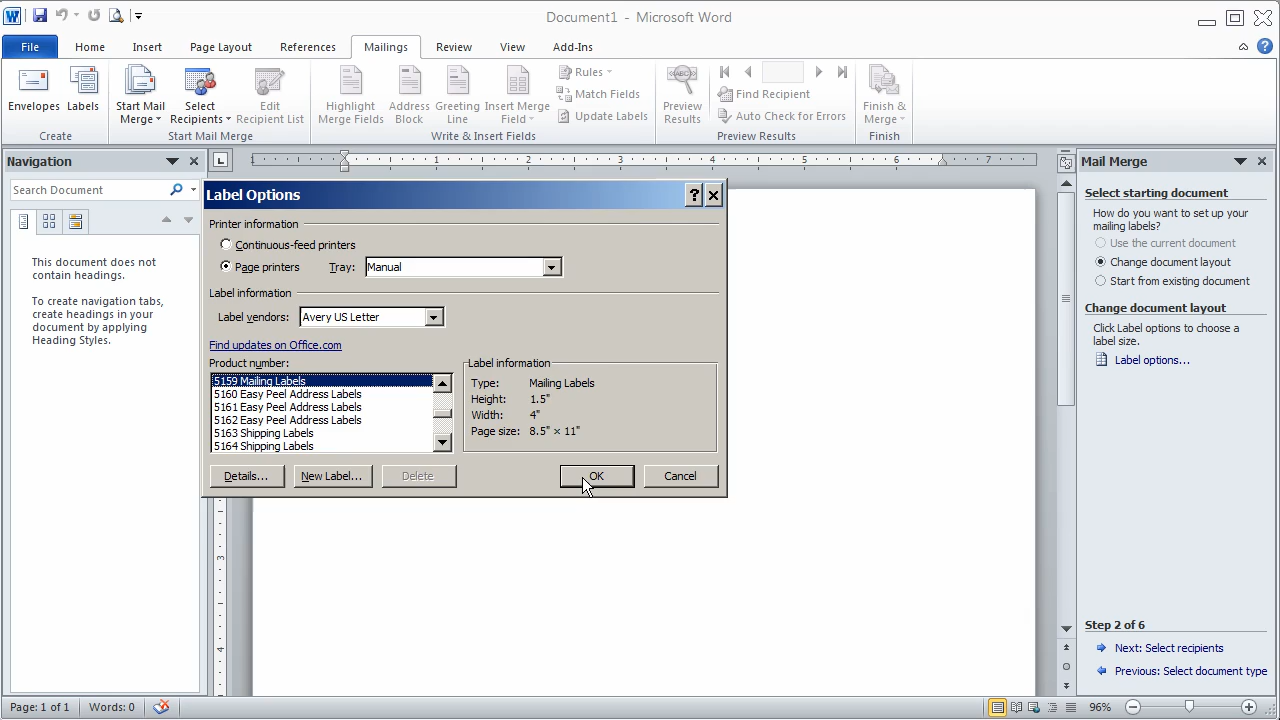 Document1 - Microsoft Word
File Home Insert Page Layout References Mailings Review View Add-Ins
Envelopes Labels Start Mail Merge Select Recipients Edit Recipient List Highlight Merge Fields Address Block Greeting Line Insert Merge Field Rules Match Fields Update Labels Preview Results Find Recipient Auto Check for Errors Finish & Merge
Create Start Mail Merge Write & Insert Fields Preview Results Finish
Navigation
Search Document
This document does not
contain headings.
To create navigation tabs,
create headings in your
document by applying
Heading Styles.
1 1 2 3 4 5 6 7
Label Options
Printer information
Continuous-feed printers
Page printers Tray: Manual
Label information
Label vendors: Avery US Letter
Find updates on Office.com
Product number:
5159 Mailing Labels
5160 Easy Peel Address Labels
5161 Easy Peel Address Labels
5162 Easy Peel Address Labels
5163 Shipping Labels
5164 Shipping Labels
Label information
Type: Mailing Labels
Height: 1.5"
Width: 4"
Page size: 8.5" × 11"
Details... New Label... Delete OK Cancel
3
4
Mail Merge
Select starting document
How do you want to set up your
mailing labels?
Use the current document
Change document layout
Start from existing document
Change document layout
Click Label options to choose a
label size.
Label options...
Step 2 of 6
Next: Select recipients
Previous: Select document type
Page: 1 of 1 Words: 0 96%